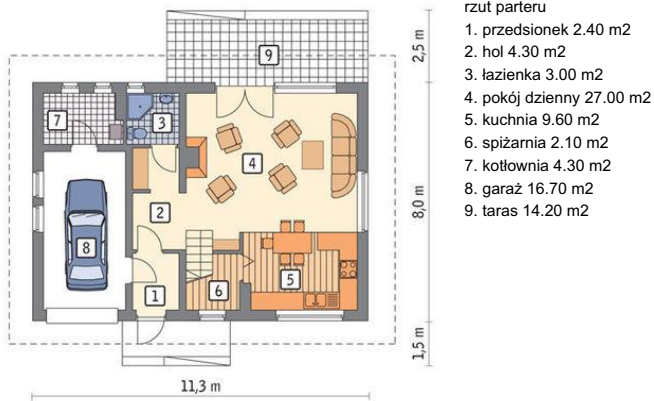 rzut parteru
1. przedsionek 2.40 m2
2. hol 4.30 m2
3. łazienka 3.00 m2
4. pokój dzienny 27.00 m2
5. kuchnia 9.60 m2
6. spiżarnia 2.10 m2
7. kotłownia 4.30 m2
8. garaż 16.70 m2
9. taras 14.20 m2
9
7
3
4
2
8
1
6
5
2,5 m
8,0 m
1,5 m
11,3 m